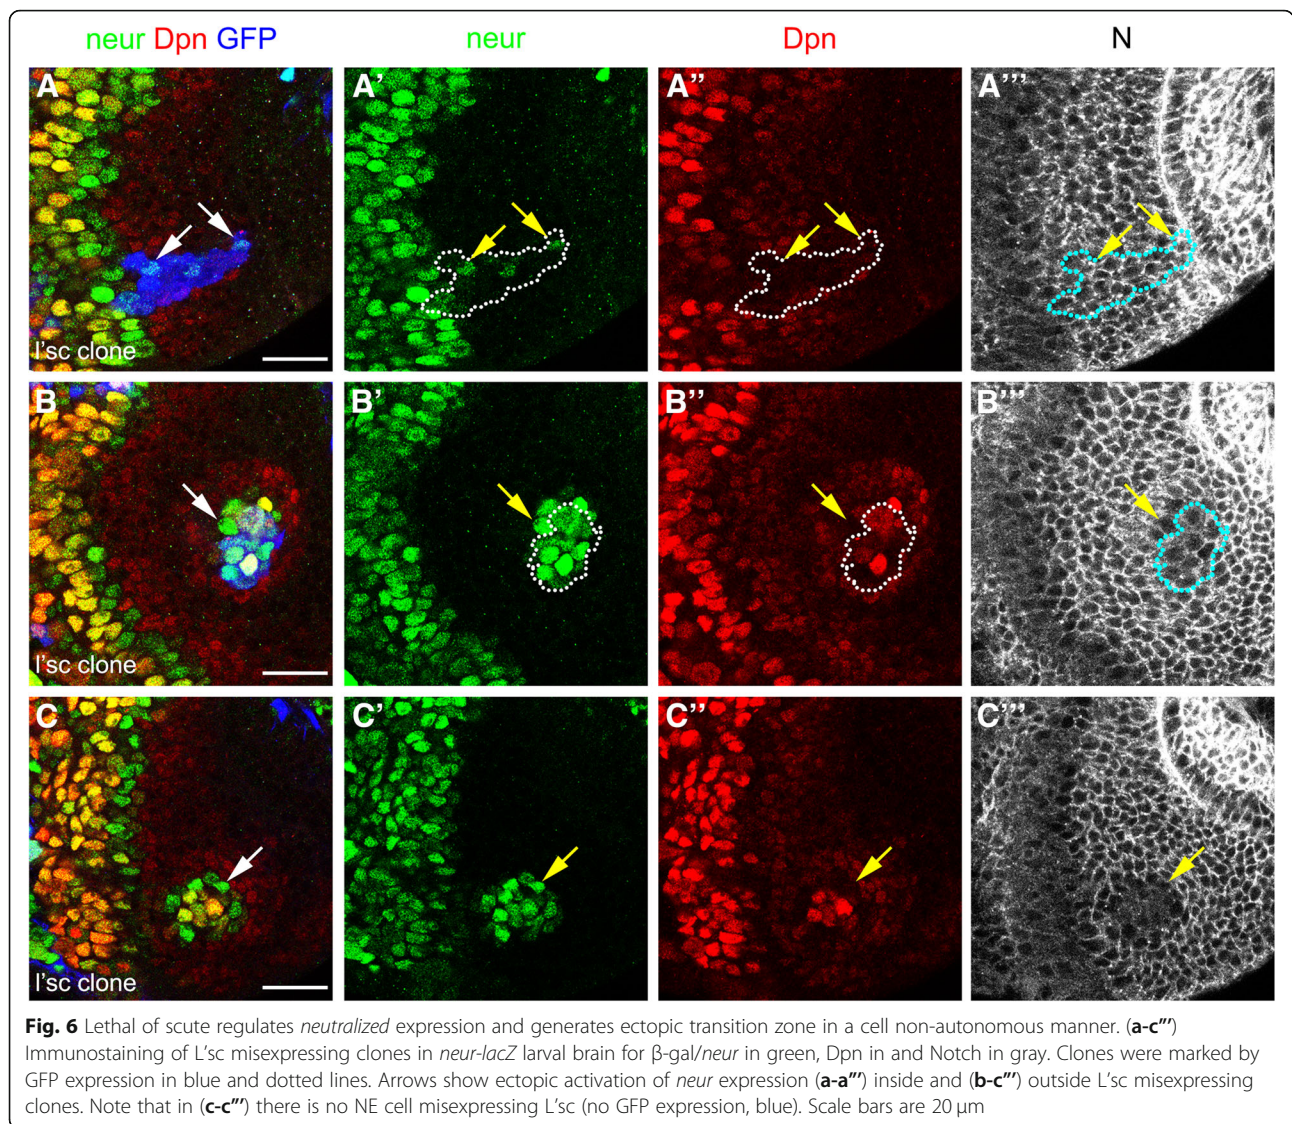 neur Dpn GFP
neur
Dpn
N
A
A'
A''
A'''
l'sc clone
B
B'
B''
B'''
l'sc clone
C
C'
C''
C'''
l'sc clone
Fig. 6 Lethal of scute regulates neutralized expression and generates ectopic transition zone in a cell non-autonomous manner. (a-c‴)
Immunostaining of L'sc misexpressing clones in neur-lacZ larval brain for β-gal/neur in green, Dpn in and Notch in gray. Clones were marked by
GFP expression in blue and dotted lines. Arrows show ectopic activation of neur expression (a-a‴) inside and (b-c‴) outside L'sc misexpressing
clones. Note that in (c-c‴) there is no NE cell misexpressing L'sc (no GFP expression, blue). Scale bars are 20 μm